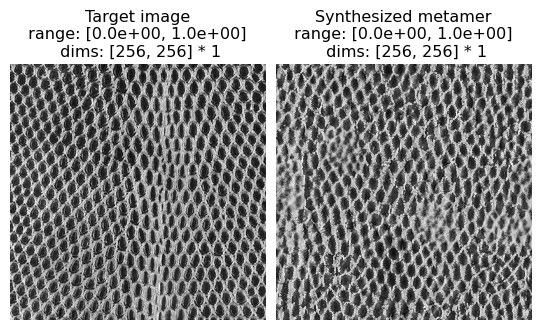 Target image
range: [0.0e+00, 1.0e+00]
dims: [256, 256] * 1
Synthesized metamer
range: [0.0e+00, 1.0e+00]
dims: [256, 256] * 1